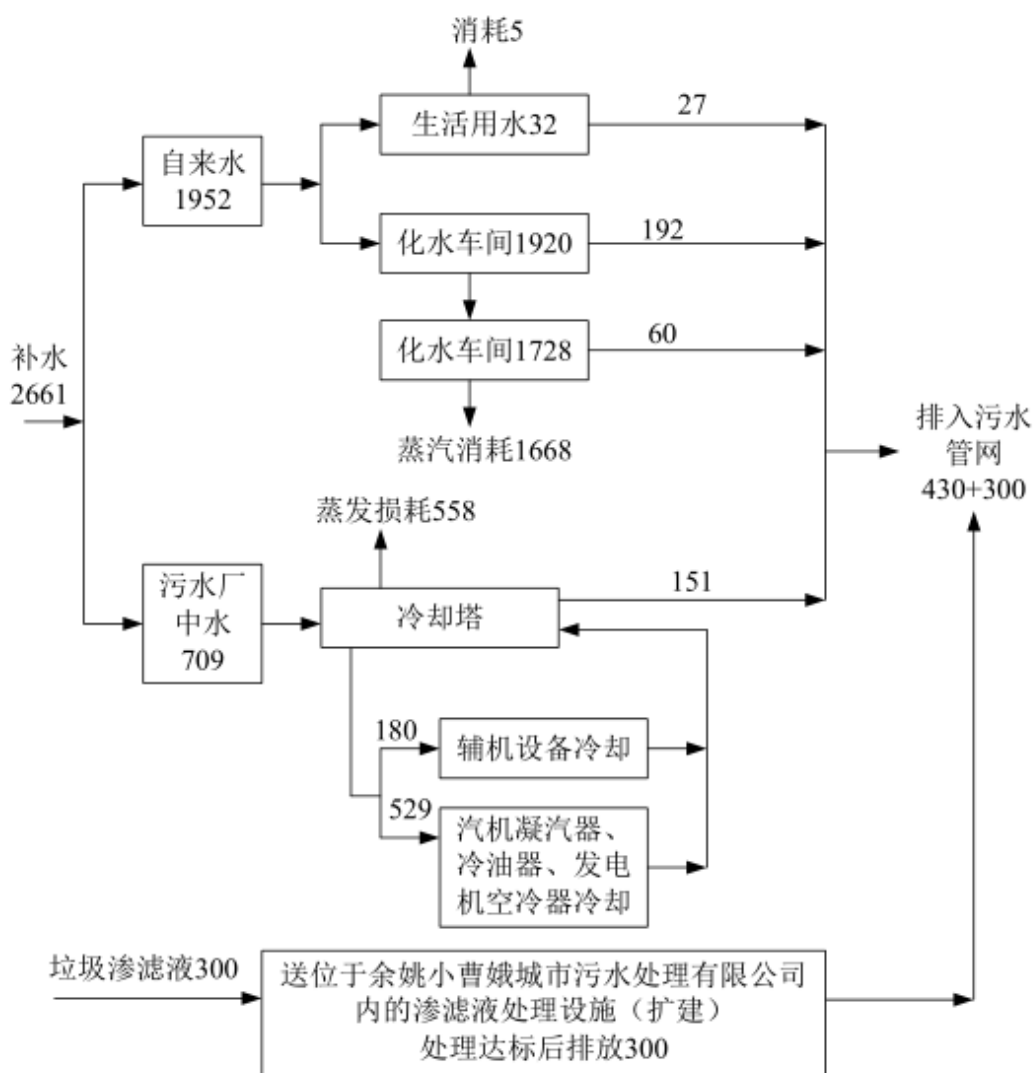 消耗5
生活用水32
27
自来水
1952
化水车间1920
192
化水车间1728
60
补水
2661
蒸汽消耗1668
排入污水
管网
430+300
蒸发损耗558
污水厂
中水
709
冷却塔
151
180
辅机设备冷却
529
汽机凝汽器、
冷油器、发电
机空冷器冷却
垃圾渗滤液300
送位于余姚小曹娥城市污水处理有限公司
内的渗滤液处理设施（扩建）
处理达标后排放300